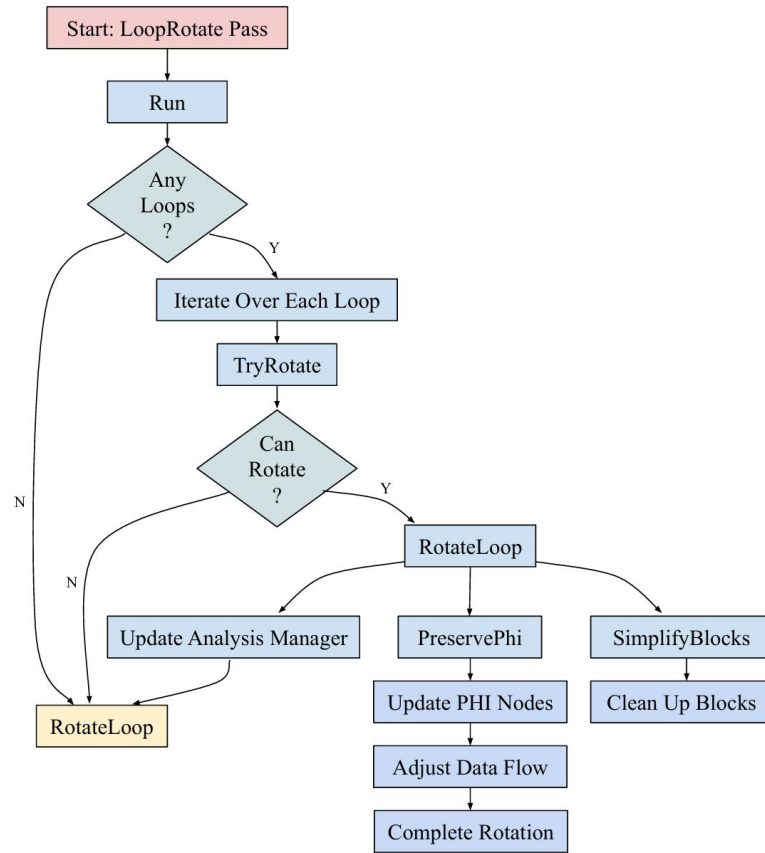 Start: LoopRotate Pass
Run
Any
Loops
?
Y
Iterate Over Each Loop
TryRotate
Can
Rotate
?
N
Y
RotateLoop
N
Update Analysis Manager
PreservePhi
SimplifyBlocks
RotateLoop
Update PHI Nodes
Clean Up Blocks
Adjust Data Flow
Complete Rotation